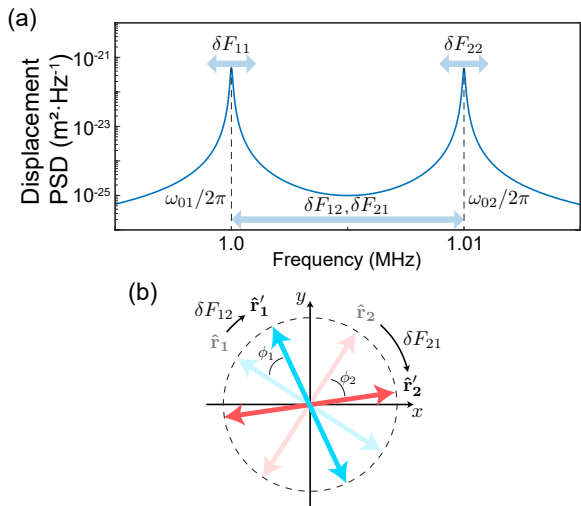 (a)
δF₁₁
δF₂₂
Displacement
PSD (m²·Hz⁻¹)
10⁻²¹
10⁻²³
10⁻²⁵
ω₀₁/2π
δF₁₂, δF₂₁
ω₀₂/2π
1.0
1.01
Frequency (MHz)
(b)
δF₁₂
r̂₁′
y
r̂₂
r̂₁
δF₂₁
ϕ₁
ϕ₂
r̂₂′
x